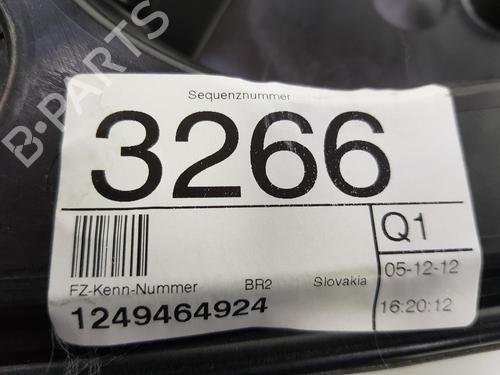 B-PARTS
Sequenznummer
3266
Q1
FZ-Kenn-Nummer BR2 Slovakia
05-12-12
1249464924
16:20:12